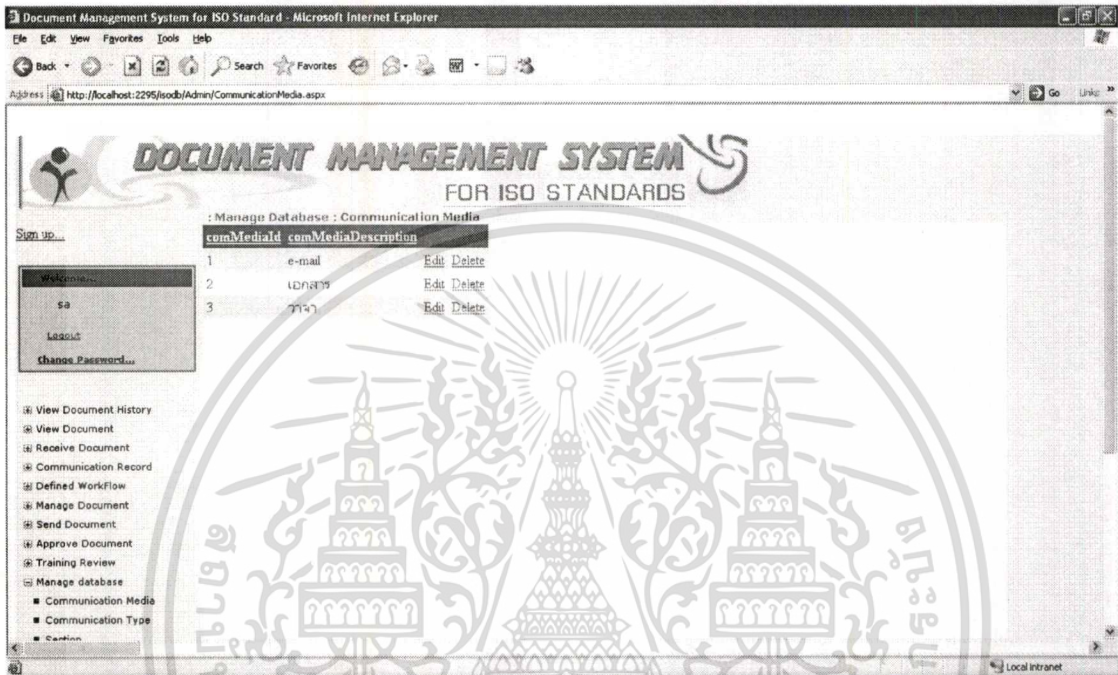 Document Management System for ISO Standard - Microsoft Internet Explorer
File Edit View Favorites Tools Help
Back Search Favorites
Address http://localhost:2295/isodb/Admin/CommunicationMedia.aspx Go Links »
DOCUMENT MANAGEMENT SYSTEM
FOR ISO STANDARDS
: Manage Database : Communication Media
Sign up...
comMediaId comMediaDescription
1 e-mail Edit Delete
2 เอกสาร Edit Delete
3 วาจา Edit Delete
Welcome...
sa
Logout
Change Password...
View Document History
View Document
Receive Document
Communication Record
Defined WorkFlow
Manage Document
Send Document
Approve Document
Training Review
Manage database
Communication Media
Communication Type
Section
Local intranet